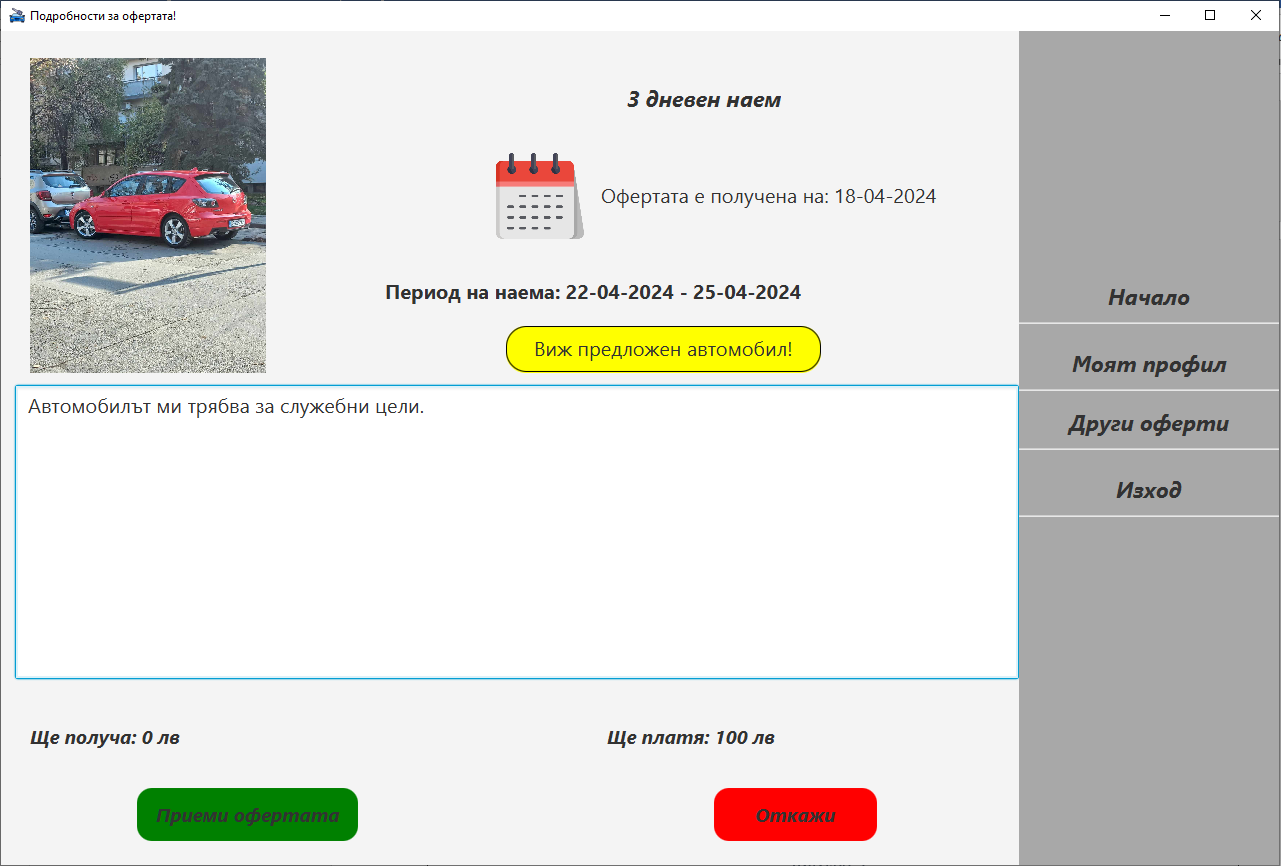 Подробности за офертата!
3 дневен наем
Офертата е получена на: 18-04-2024
Период на наема: 22-04-2024 - 25-04-2024
Виж предложен автомобил!
Автомобилът ми трябва за служебни цели.
Ще получа: 0 лв
Ще платя: 100 лв
Приеми офертата
Откажи
Начало
Моят профил
Други оферти
Изход